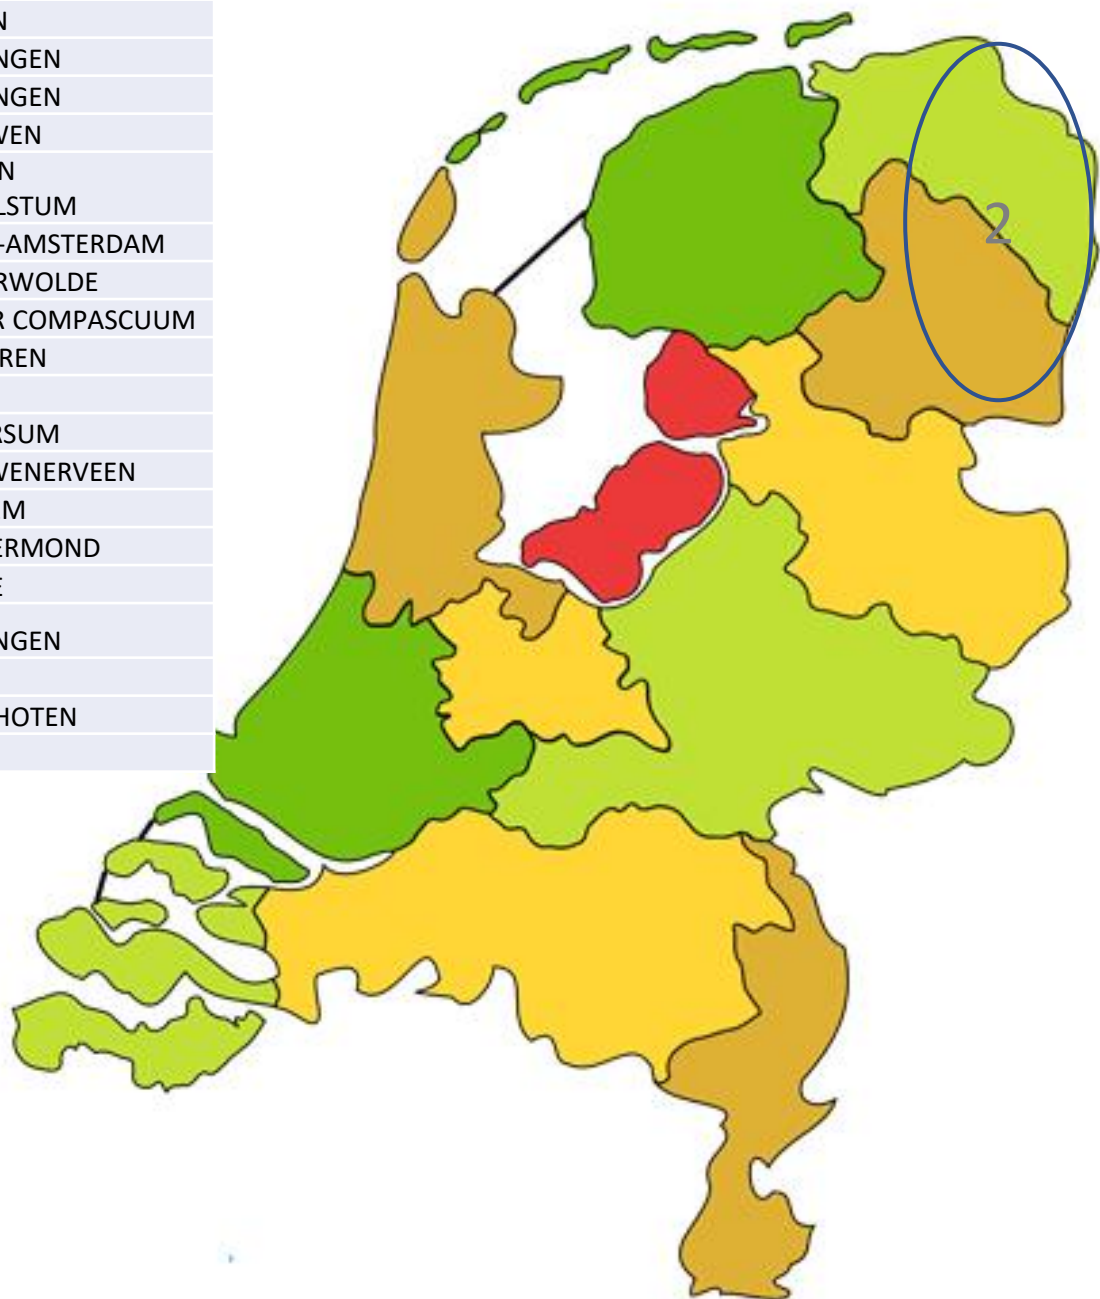 N
NGEN
NGEN
VEN
N
LSTUM
-AMSTERDAM
RWOLDE
R COMPASCUUM
REN
RSUM
VENERVEEN
M
ERMOND
E
NGEN
HOTEN
2